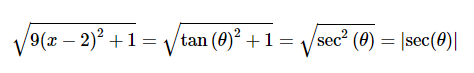 √(9(x − 2)² + 1) = √(tan (θ)² + 1) = √(sec² (θ)) = |sec(θ)|